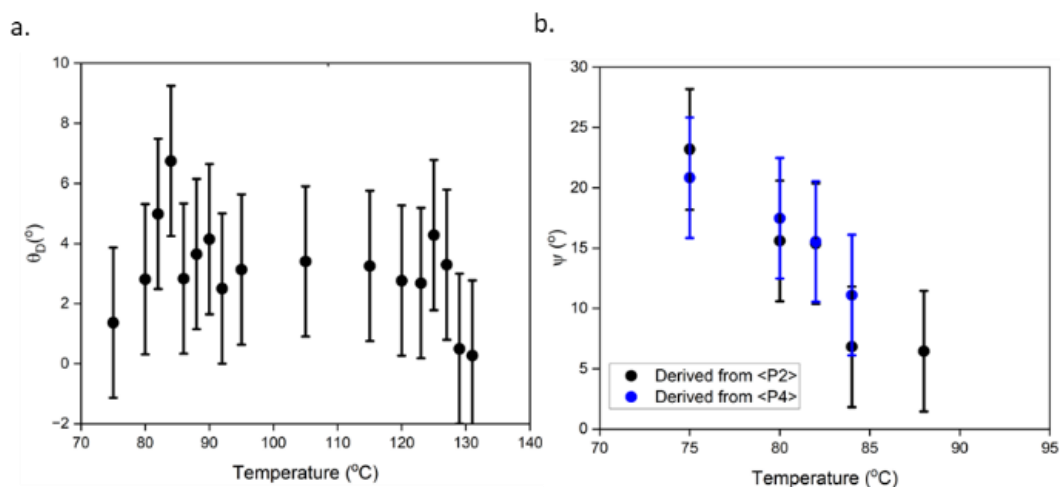 a.
10
8
6
4
2
0
−2
θD(°)
70 80 90 100 110 120 130 140
Temperature (°C)
b.
30
25
20
15
10
5
0
ψ (°)
Derived from <P2>
Derived from <P4>
70 75 80 85 90 95
Temperature (°C)